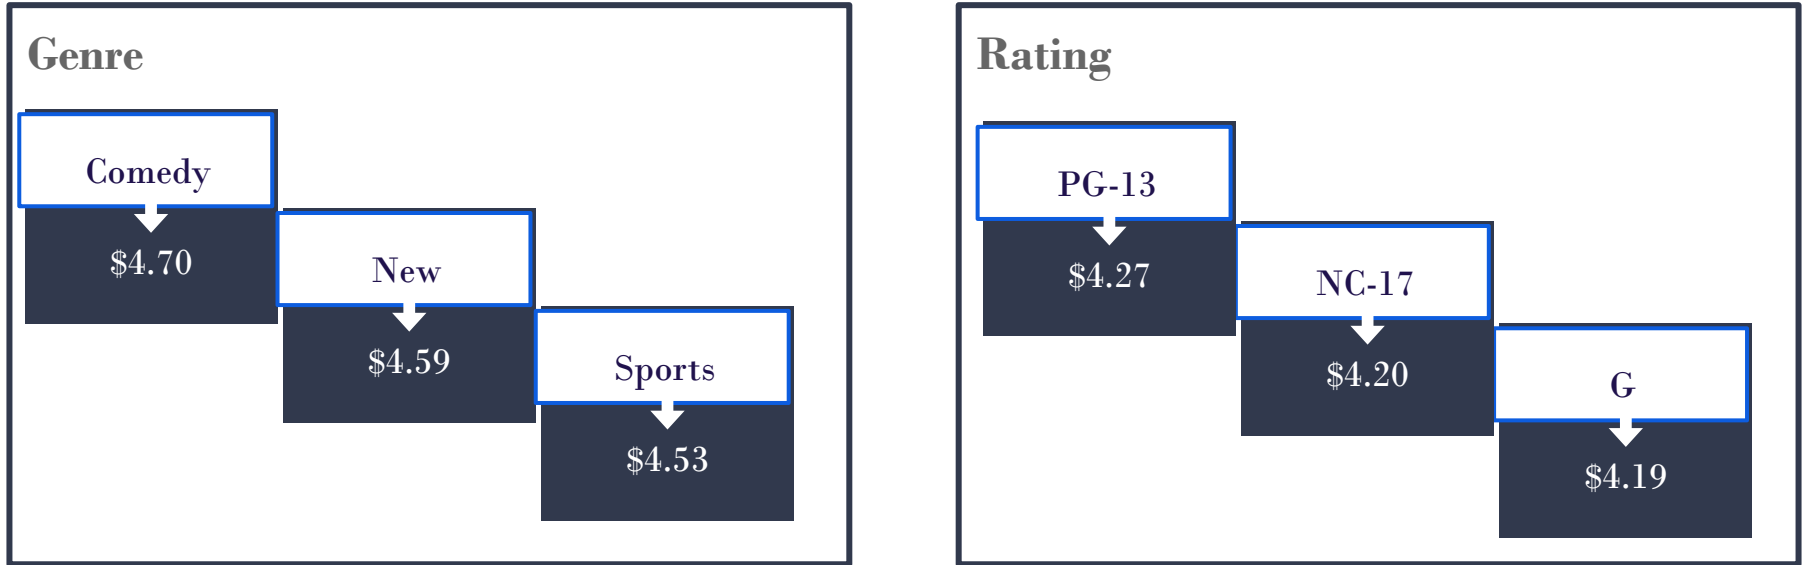 Genre
Comedy
$4.70
New
$4.59
Sports
$4.53
Rating
PG-13
$4.27
NC-17
$4.20
G
$4.19